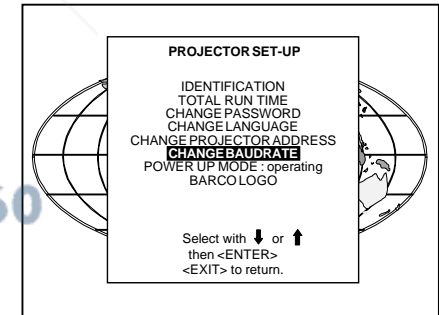 PROJECTOR SET-UP
IDENTIFICATION
TOTAL RUN TIME
CHANGE PASSWORD
CHANGE LANGUAGE
CHANGE PROJECTOR ADDRESS
CHANGE BAUDRATE
POWER UP MODE : operating
BARCO LOGO
Select with ⬇ or ⬆
then <ENTER>
<EXIT> to return.